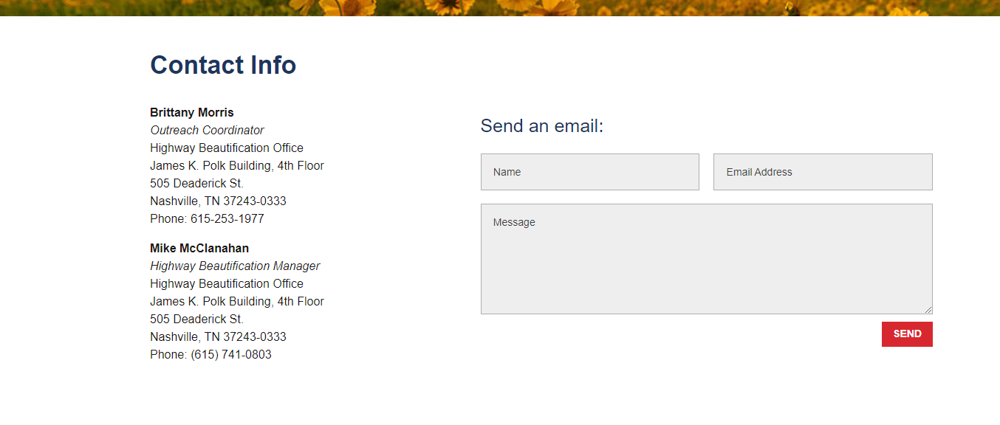 Contact Info
Brittany Morris
Outreach Coordinator
Highway Beautification Office
James K. Polk Building, 4th Floor
505 Deaderick St.
Nashville, TN 37243-0333
Phone: 615-253-1977
Mike McClanahan
Highway Beautification Manager
Highway Beautification Office
James K. Polk Building, 4th Floor
505 Deaderick St.
Nashville, TN 37243-0333
Phone: (615) 741-0803
Send an email:
Name
Email Address
Message
SEND